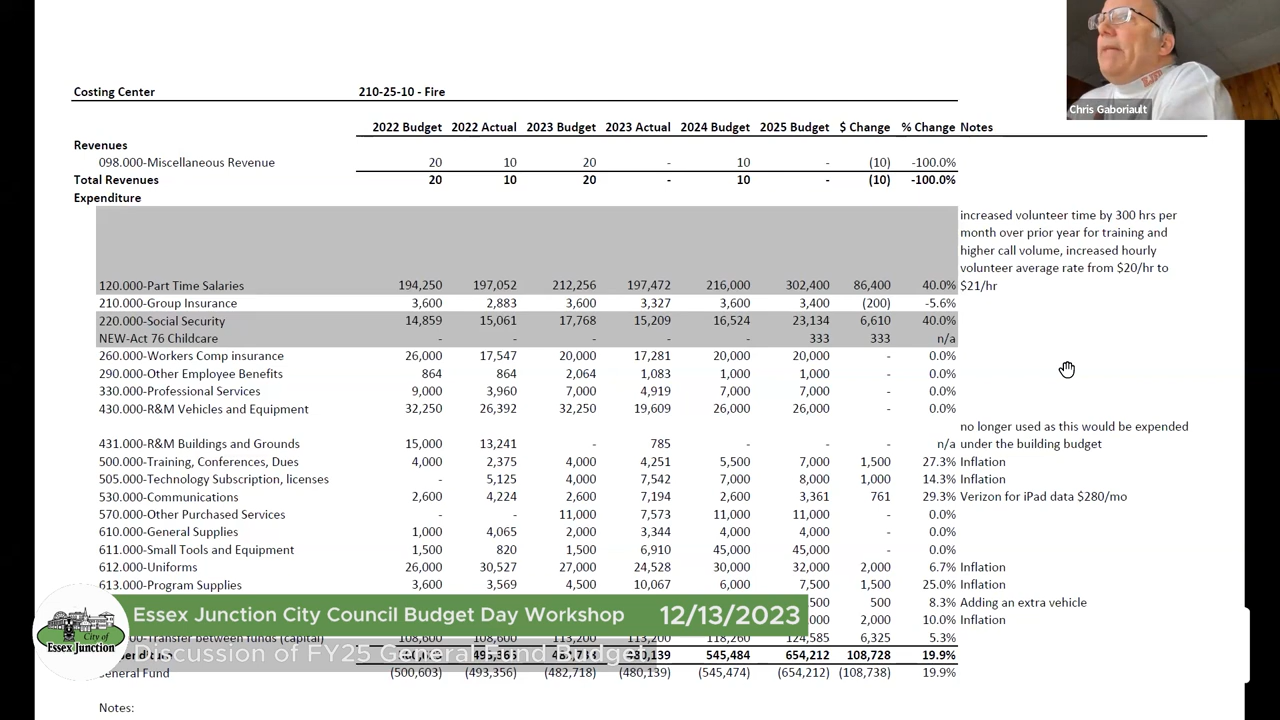 Chris Gaboriault
Costing Center 210-25-10 - Fire
2022 Budget 2022 Actual 2023 Budget 2023 Actual 2024 Budget 2025 Budget $ Change % Change Notes
Revenues
098.000-Miscellaneous Revenue 20 10 20 - 10 - (10) -100.0%
Total Revenues 20 10 20 - 10 - (10) -100.0%
Expenditure
increased volunteer time by 300 hrs per
month over prior year for training and
higher call volume, increased hourly
volunteer average rate from $20/hr to
120.000-Part Time Salaries 194,250 197,052 212,256 197,472 216,000 302,400 86,400 40.0% $21/hr
210.000-Group Insurance 3,600 2,883 3,600 3,327 3,600 3,400 (200) -5.6%
220.000-Social Security 14,859 15,061 17,768 15,209 16,524 23,134 6,610 40.0%
NEW-Act 76 Childcare - - - - - 333 333 n/a
260.000-Workers Comp insurance 26,000 17,547 20,000 17,281 20,000 20,000 - 0.0%
290.000-Other Employee Benefits 864 864 2,064 1,083 1,000 1,000 - 0.0%
330.000-Professional Services 9,000 3,960 7,000 4,919 7,000 7,000 - 0.0%
430.000-R&M Vehicles and Equipment 32,250 26,392 32,250 19,609 26,000 26,000 - 0.0%
no longer used as this would be expended
431.000-R&M Buildings and Grounds 15,000 13,241 - 785 - - - n/a under the building budget
500.000-Training, Conferences, Dues 4,000 2,375 4,000 4,251 5,500 7,000 1,500 27.3% Inflation
505.000-Technology Subscription, licenses - 5,125 4,000 7,542 7,000 8,000 1,000 14.3% Inflation
530.000-Communications 2,600 4,224 2,600 7,194 2,600 3,361 761 29.3% Verizon for iPad data $280/mo
570.000-Other Purchased Services - - 11,000 7,573 11,000 11,000 - 0.0%
610.000-General Supplies 1,000 4,065 2,000 3,344 4,000 4,000 - 0.0%
611.000-Small Tools and Equipment 1,500 820 1,500 6,910 45,000 45,000 - 0.0%
612.000-Uniforms 26,000 30,527 27,000 24,528 30,000 32,000 2,000 6.7% Inflation
613.000-Program Supplies 3,600 3,569 4,500 10,067 6,000 7,500 1,500 25.0% Inflation
500 500 8.3% Adding an extra vehicle
City of
Essex Junction
Essex Junction City Council Budget Day Workshop 12/13/2023
000 2,000 10.0% Inflation
Transfer between funds (capital) 108,600 108,600 113,200 113,200 118,260 124,585 6,325 5.3%
Discussion of FY25 General Fund Budget
545,484 654,212 108,728 19.9%
General Fund (500,603) (493,356) (482,718) (480,139) (545,474) (654,212) (108,738) 19.9%
Notes: